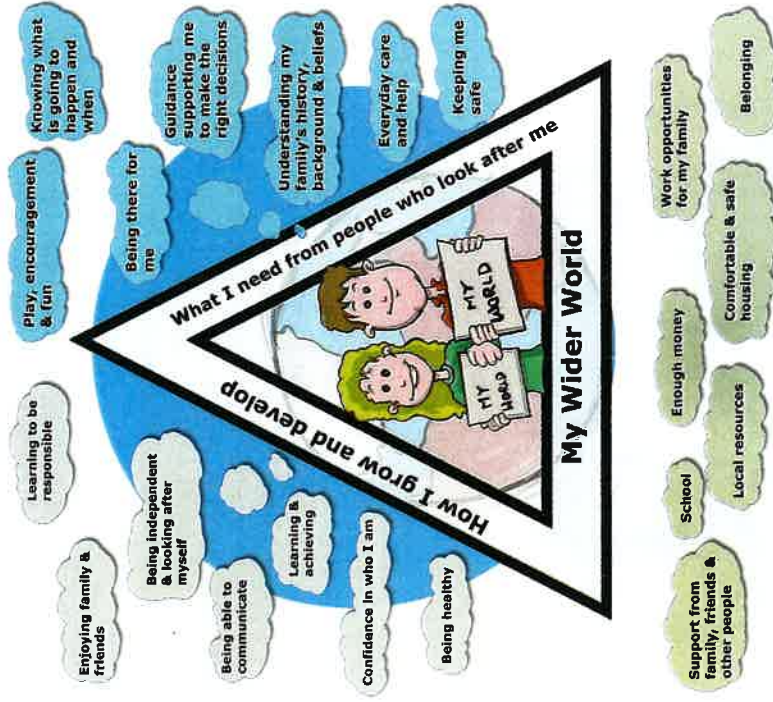 Enjoying family &
friends
Learning to be
responsible
Being independent
& looking after
myself
Being able to
communicate
Learning &
achieving
Confidence in who I am
Being healthy
Play, encouragement
& fun
Knowing what
is going to
happen and
when
Being there for
me
Guidance
supporting me
to make the
right decisions
Understanding my
family's history,
background & beliefs
Everyday care
and help
Keeping me
safe
How I grow and develop
What I need from people who look after me
MY
WORLD
MY
WORLD
My Wider World
Support from
family, friends &
other people
School
Enough money
Work opportunities
for my family
Local resources
Comfortable & safe
housing
Belonging